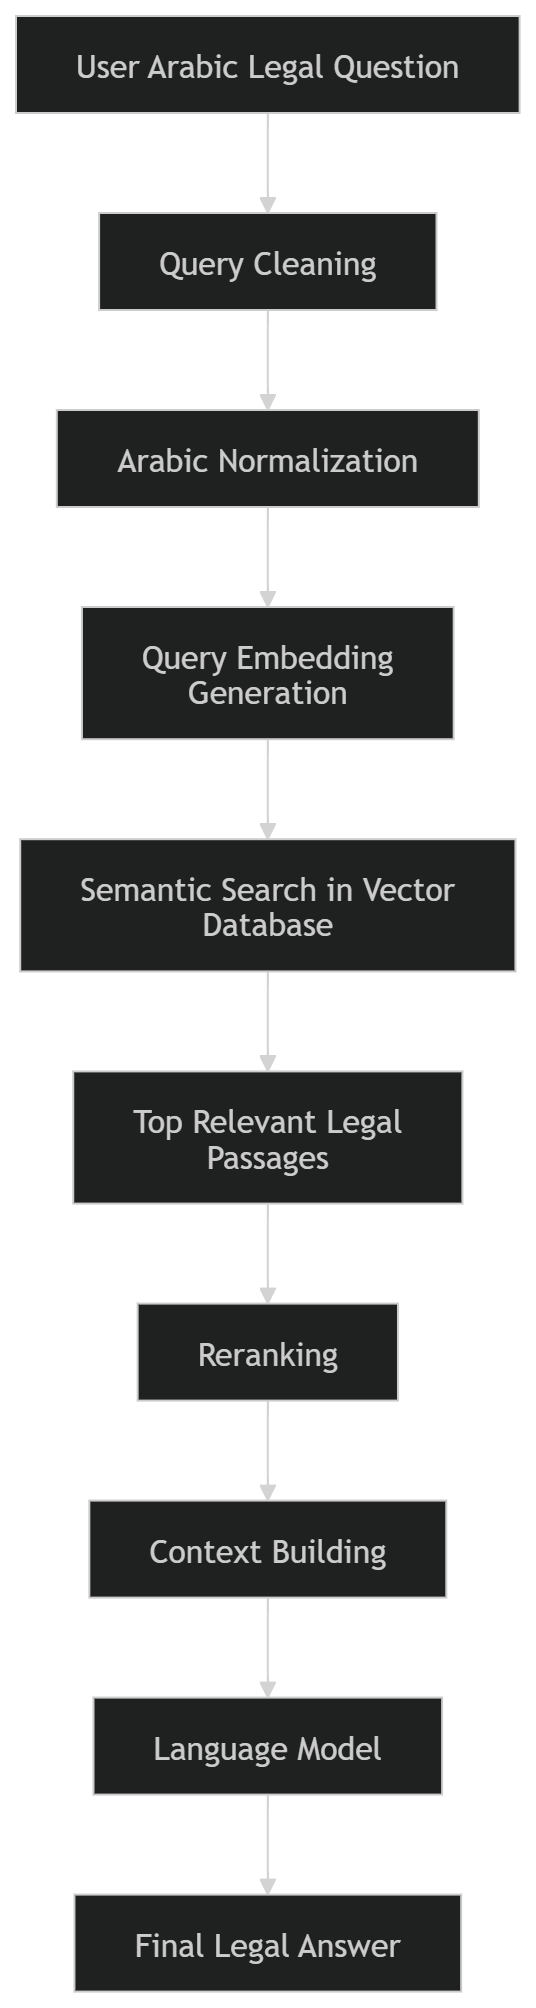 User Arabic Legal Question
Query Cleaning
Arabic Normalization
Query Embedding
Generation
Semantic Search in Vector
Database
Top Relevant Legal
Passages
Reranking
Context Building
Language Model
Final Legal Answer